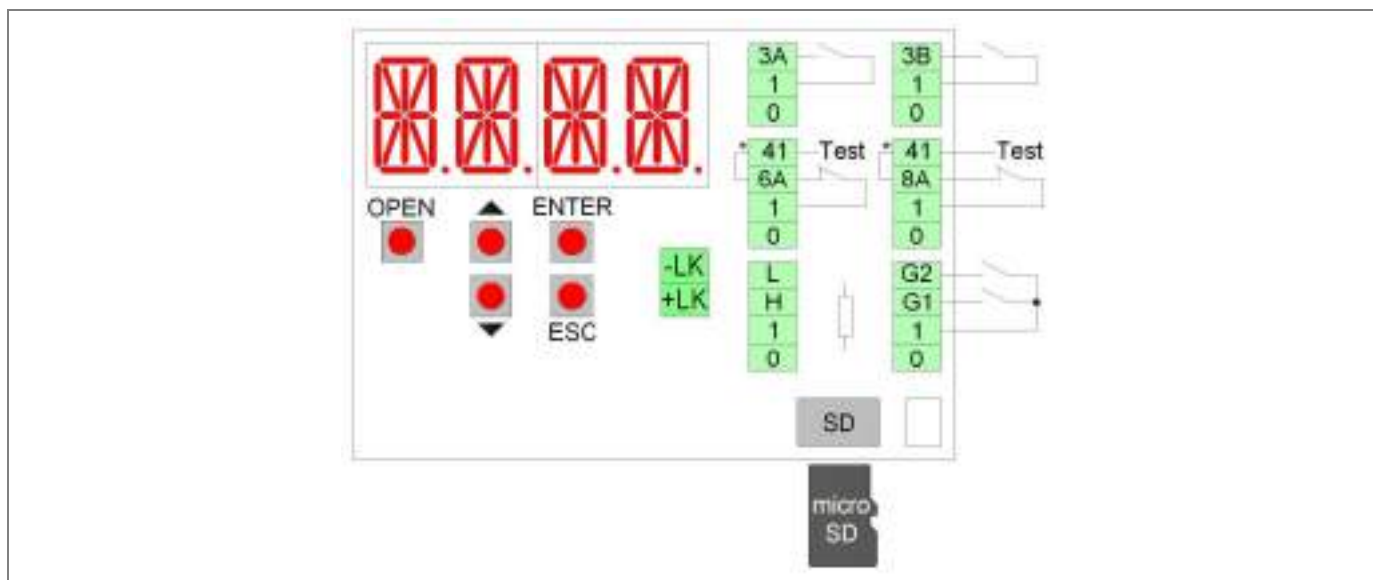 OPEN ▲ ENTER
▼ ESC
-LK
+LK
3A
1
0
* 41 Test
6A
1
0
L
H
1
0
3B
1
0
* 41 Test
8A
1
0
G2
G1
1
0
SD
micro
SD